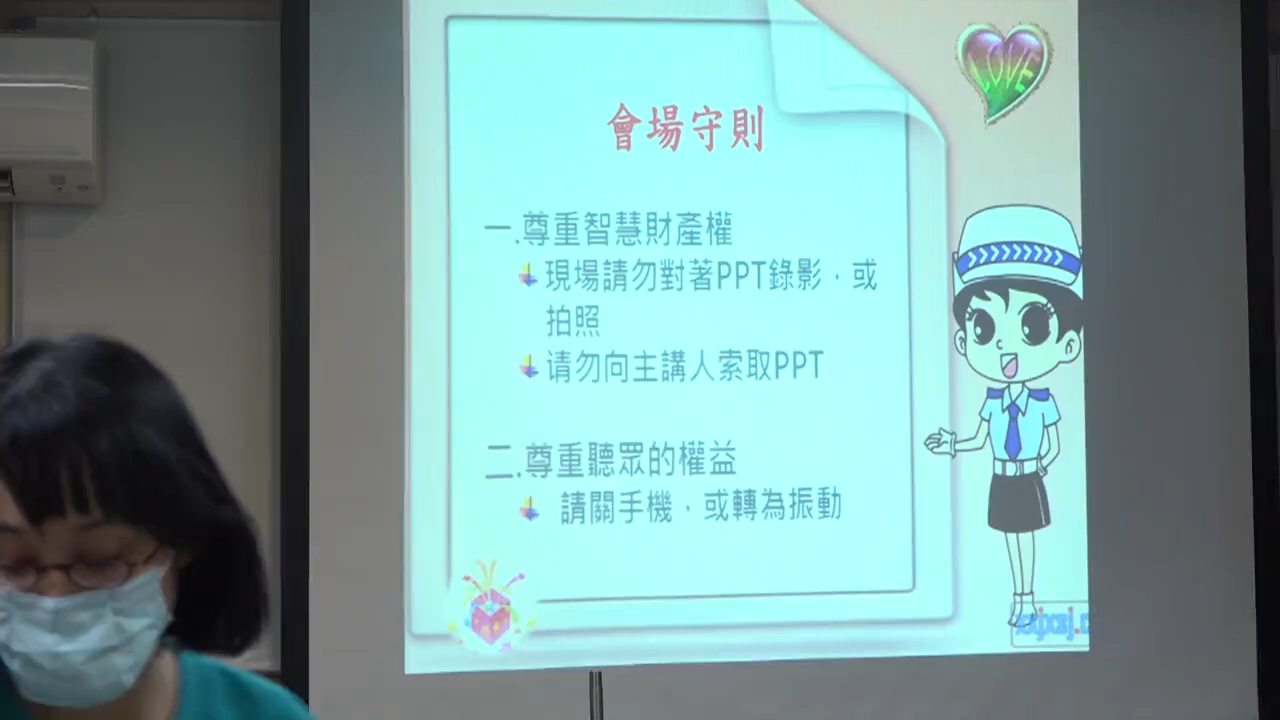 LOVE
會場守則
一.尊重智慧財產權
現場請勿對著PPT錄影，或
拍照
请勿向主講人索取PPT
二.尊重聽眾的權益
請關手機，或轉為振動